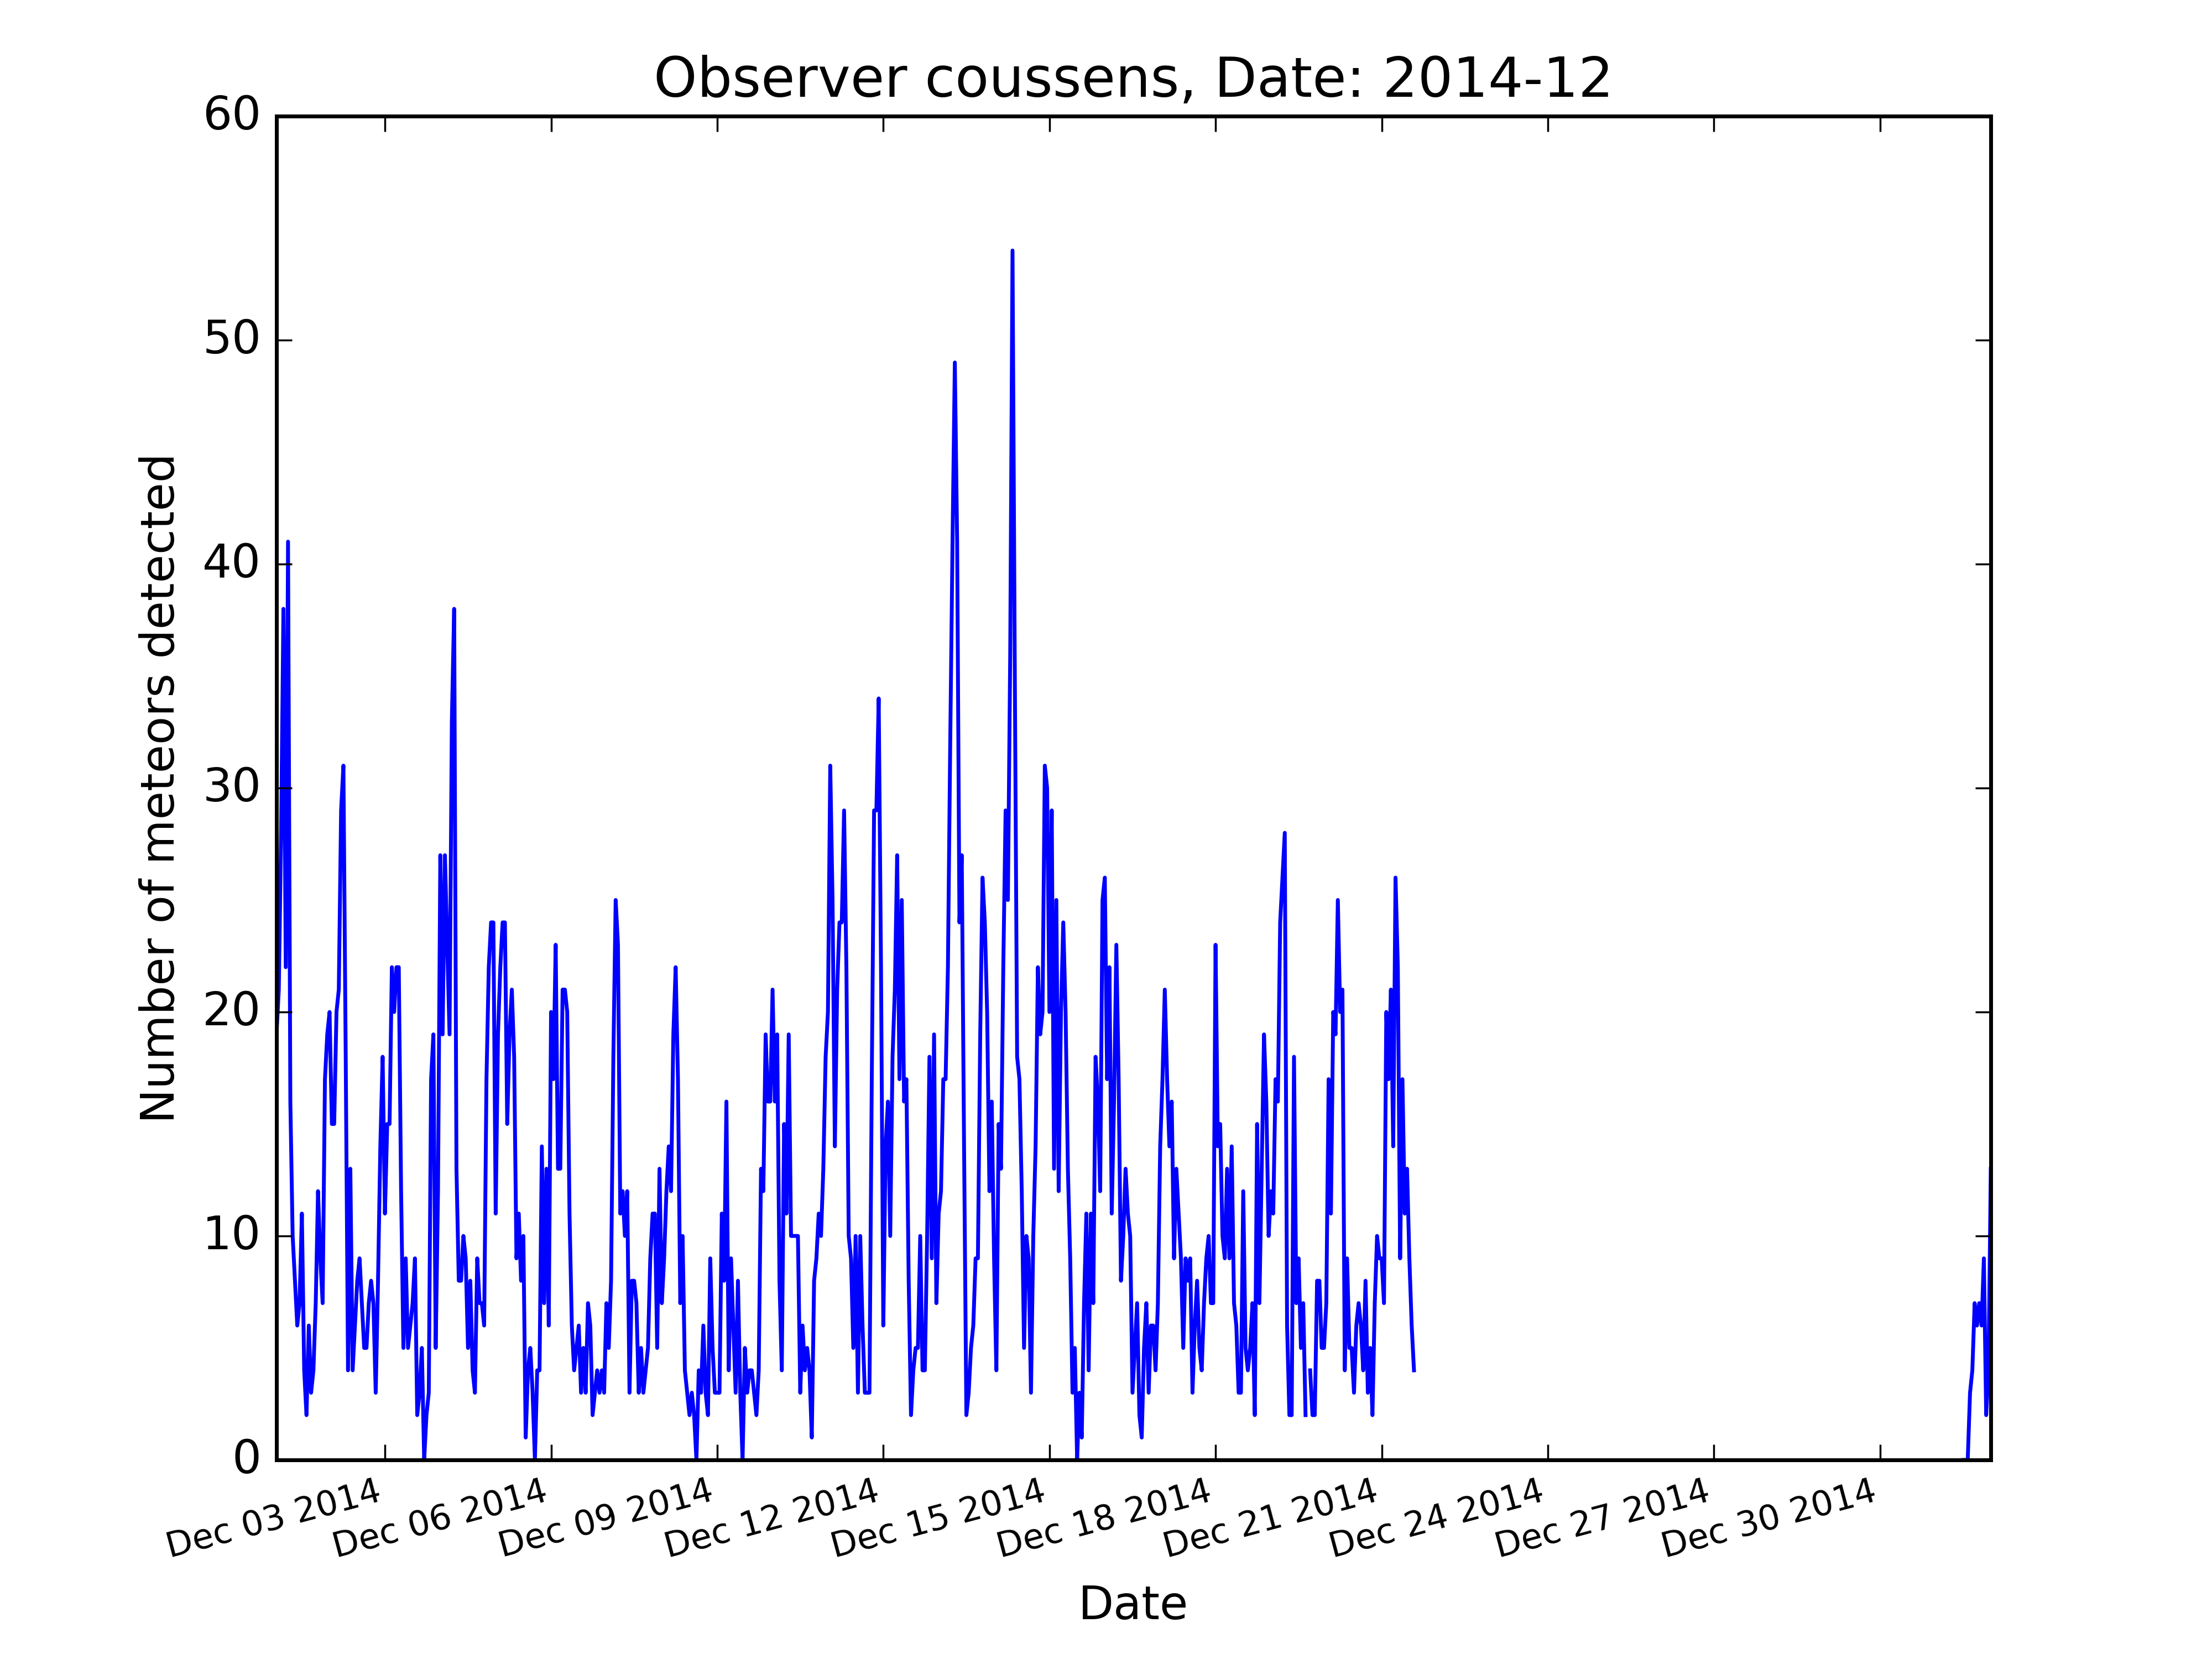 Observer coussens, Date: 2014-12
60
50
40
30
20
10
0
Number of meteors detected
Dec 03 2014
Dec 06 2014
Dec 09 2014
Dec 12 2014
Dec 15 2014
Dec 18 2014
Dec 21 2014
Dec 24 2014
Dec 27 2014
Dec 30 2014
Date